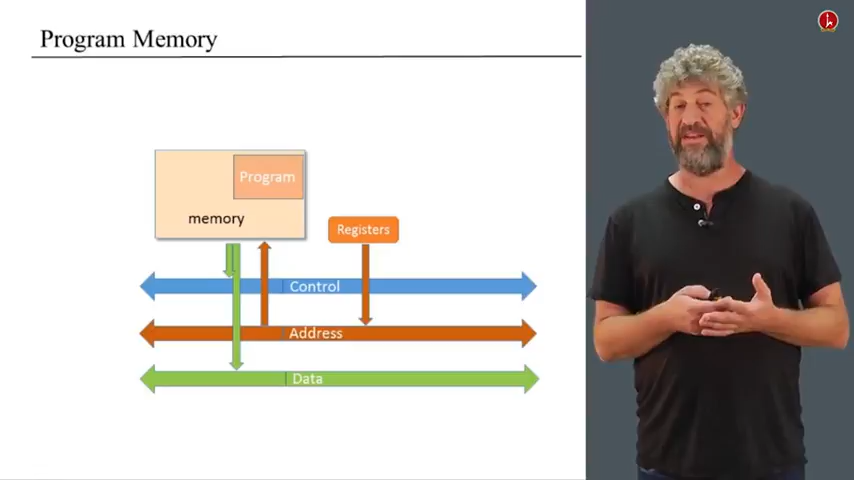 Program Memory
Program
memory
Registers
Control
Address
Data